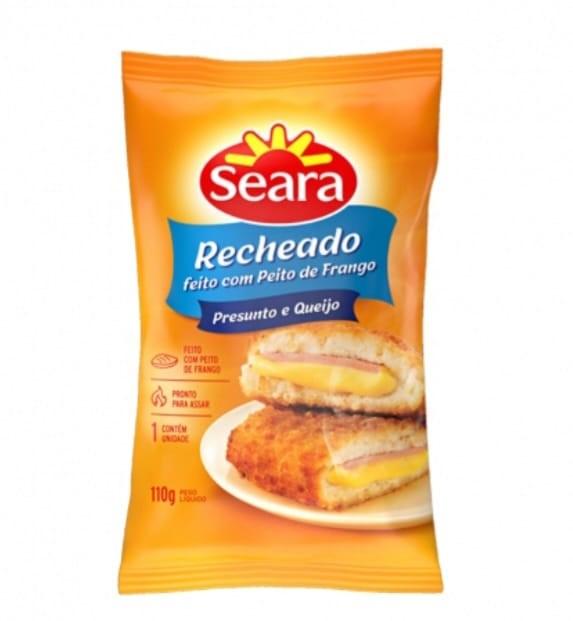 Seara
Recheado
feito com Peito de Frango
Presunto e Queijo
FEITO
COM PEITO
DE FRANGO
PRONTO
PARA ASSAR
1 CONTÉM
UNIDADE
110g PESO
LÍQUIDO